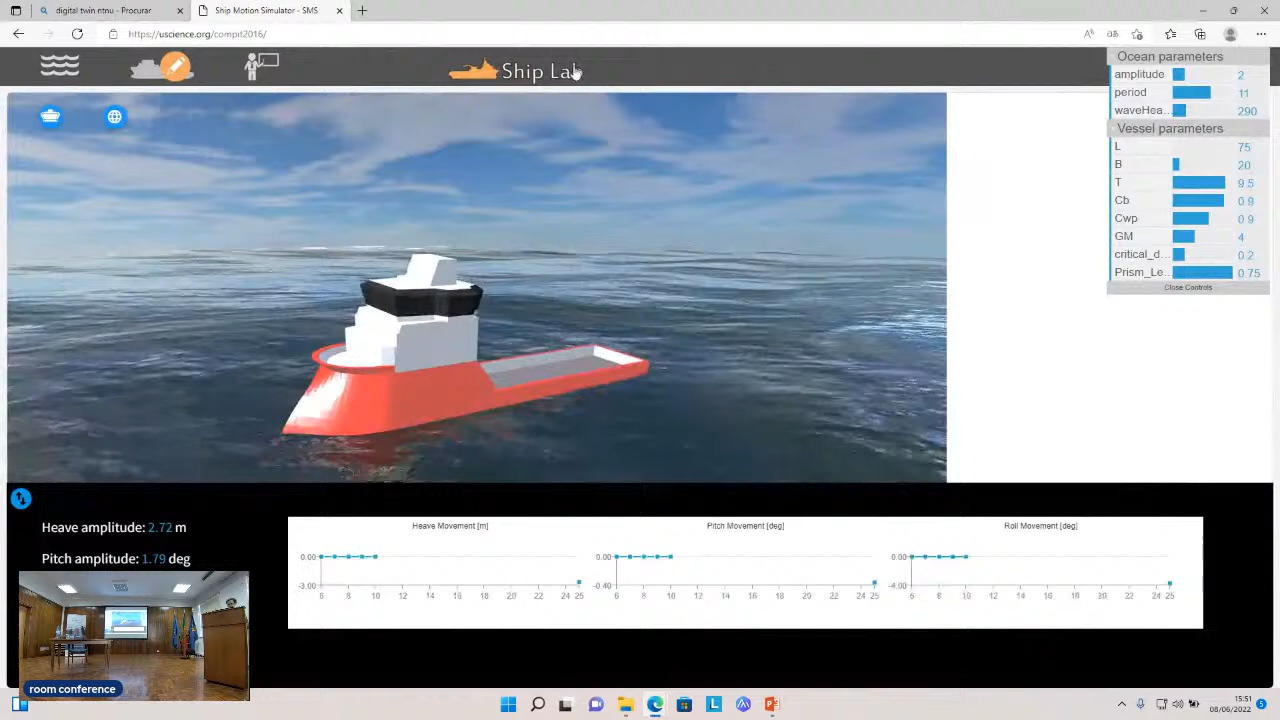 digital twin ntnu - Procurar
Ship Motion Simulator - SMS
https://uscience.org/compit2016/
Ship Lab
Ocean parameters
amplitude 2
period 11
waveHea... 290
Vessel parameters
L 75
B 20
T 9.5
Cb 0.9
Cwp 0.9
GM 4
critical_d... 0.2
Prism_Le... 0.75
Close Controls
Heave amplitude: 2.72 m
Pitch amplitude: 1.79 deg
Heave Movement [m]
0.00
-3.00
6 8 10 12 14 16 18 20 22 24 25
Pitch Movement [deg]
0.00
-0.40
6 8 10 12 14 16 18 20 22 24 25
Roll Movement [deg]
0.00
-4.00
6 8 10 12 14 16 18 20 22 24 25
room conference
15:51
08/06/2022
5